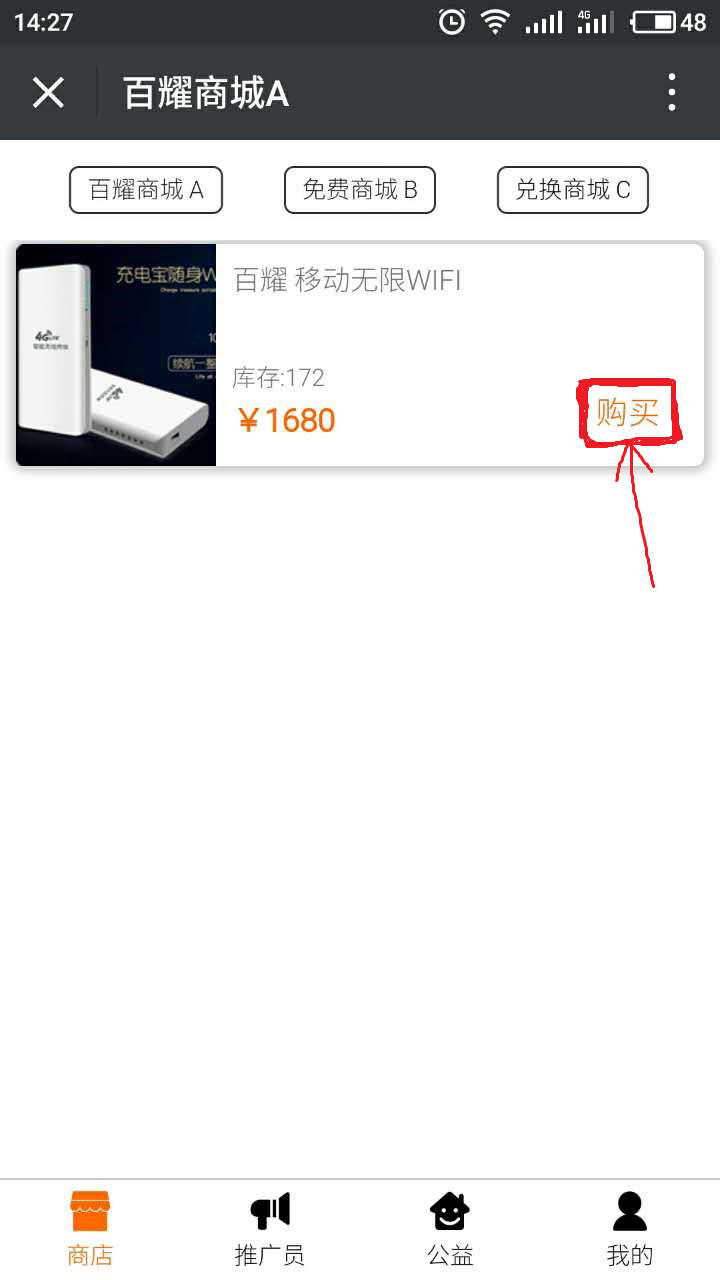 14:27
4G
48
百耀商城A
百耀商城 A
免费商城 B
兑换商城 C
充电宝随身W
4G LTE
百耀 移动无限WIFI
10
续航一整
库存:172
￥1680
购买
商店
推广员
公益
我的